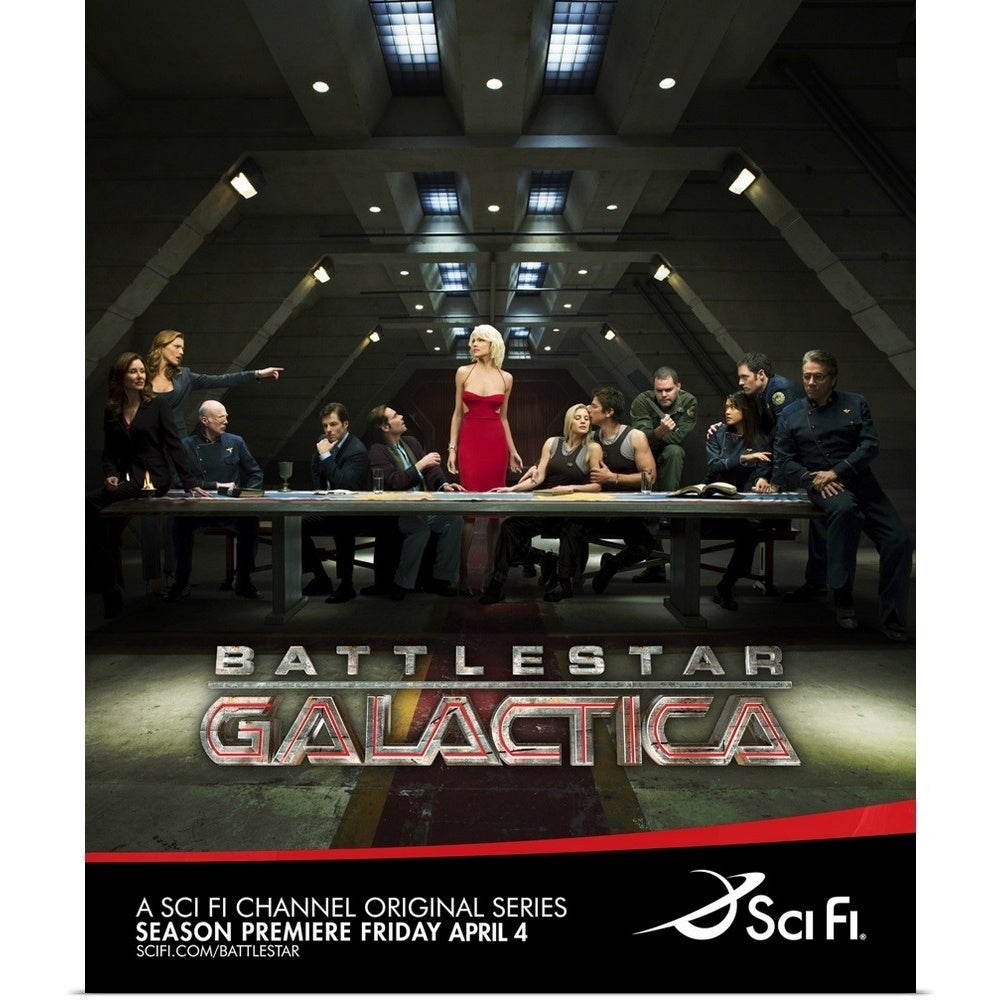 BATTLESTAR
GALACTICA
A SCI FI CHANNEL ORIGINAL SERIES
SEASON PREMIERE FRIDAY APRIL 4
SCIFI.COM/BATTLESTAR
SCI FI®